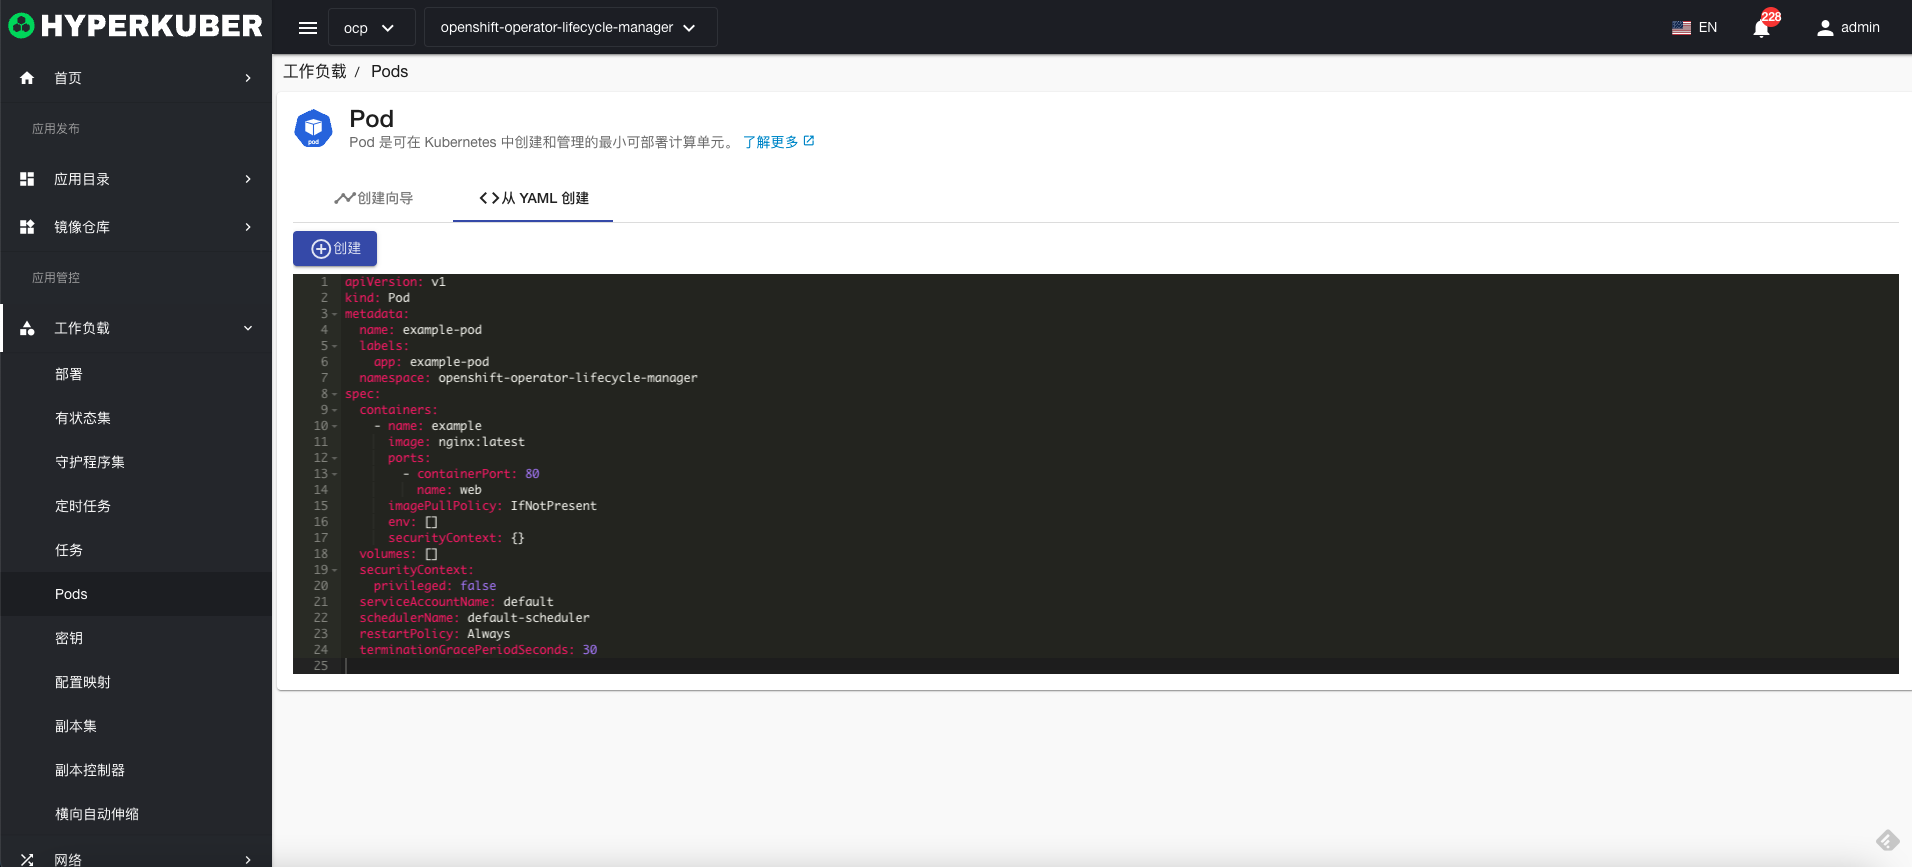 HYPERKUBER
ocp
openshift-operator-lifecycle-manager
EN
228
admin
首页
应用发布
应用目录
镜像仓库
应用管控
工作负载
部署
有状态集
守护程序集
定时任务
任务
Pods
密钥
配置映射
副本集
副本控制器
横向自动伸缩
网络
工作负载 / Pods
pod
Pod
Pod 是可在 Kubernetes 中创建和管理的最小可部署计算单元。 了解更多
创建向导
从 YAML 创建
创建
1 apiVersion: v1
2 kind: Pod
3 metadata:
4 name: example-pod
5 labels:
6 app: example-pod
7 namespace: openshift-operator-lifecycle-manager
8 spec:
9 containers:
10 - name: example
11 image: nginx:latest
12 ports:
13 - containerPort: 80
14 name: web
15 imagePullPolicy: IfNotPresent
16 env: []
17 securityContext: {}
18 volumes: []
19 securityContext:
20 privileged: false
21 serviceAccountName: default
22 schedulerName: default-scheduler
23 restartPolicy: Always
24 terminationGracePeriodSeconds: 30
25